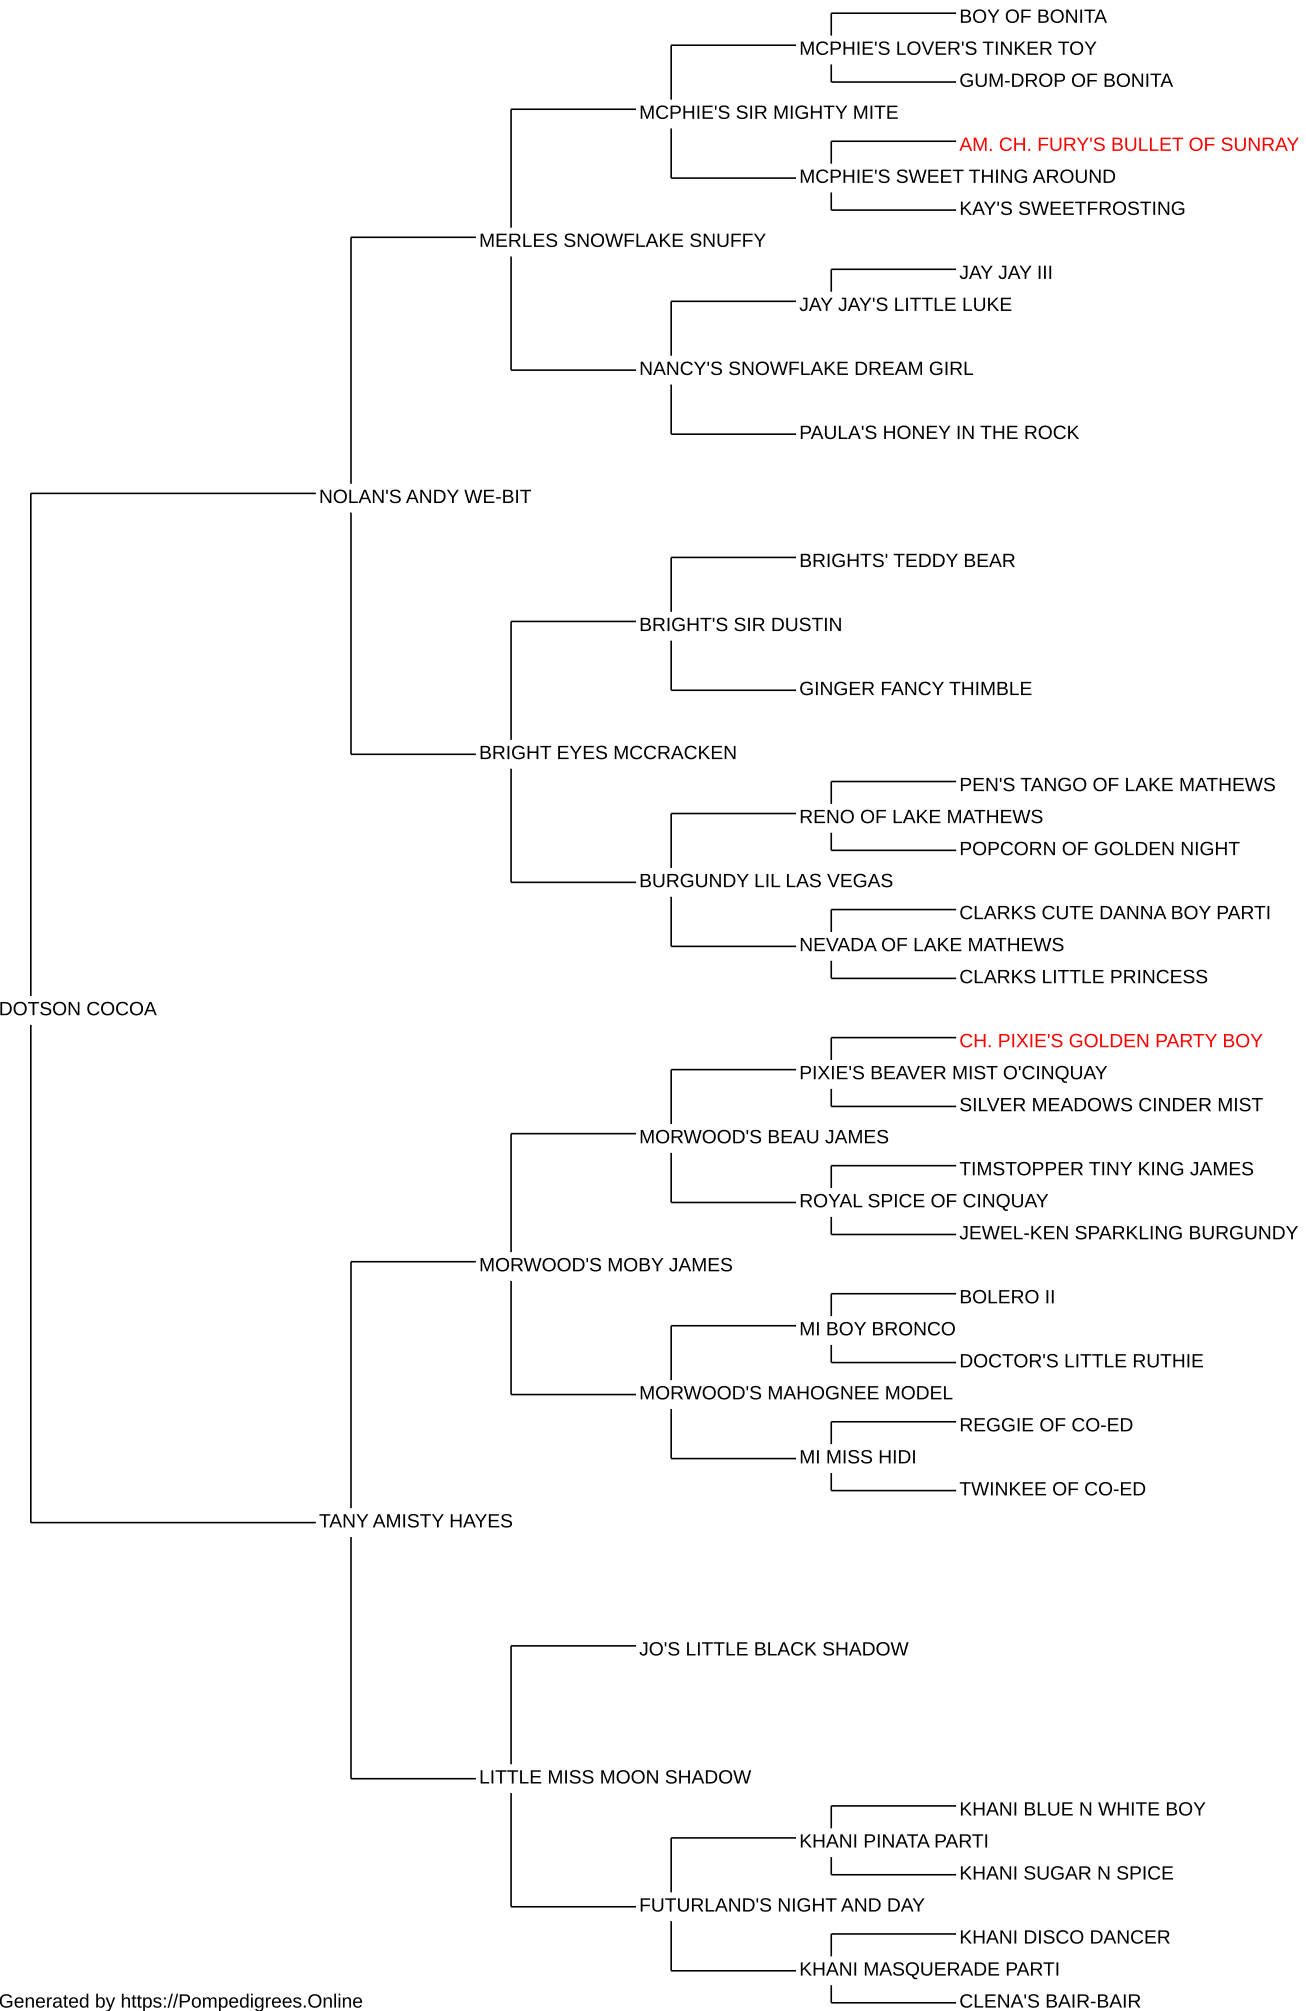 BOY OF BONITA
MCPHIE'S LOVER'S TINKER TOY
GUM-DROP OF BONITA
MCPHIE'S SIR MIGHTY MITE
AM. CH. FURY'S BULLET OF SUNRAY
MCPHIE'S SWEET THING AROUND
KAY'S SWEETFROSTING
MERLES SNOWFLAKE SNUFFY
JAY JAY III
JAY JAY'S LITTLE LUKE
NANCY'S SNOWFLAKE DREAM GIRL
PAULA'S HONEY IN THE ROCK
NOLAN'S ANDY WE-BIT
BRIGHTS' TEDDY BEAR
BRIGHT'S SIR DUSTIN
GINGER FANCY THIMBLE
BRIGHT EYES MCCRACKEN
PEN'S TANGO OF LAKE MATHEWS
RENO OF LAKE MATHEWS
POPCORN OF GOLDEN NIGHT
BURGUNDY LIL LAS VEGAS
CLARKS CUTE DANNA BOY PARTI
NEVADA OF LAKE MATHEWS
CLARKS LITTLE PRINCESS
DOTSON COCOA
CH. PIXIE'S GOLDEN PARTY BOY
PIXIE'S BEAVER MIST O'CINQUAY
SILVER MEADOWS CINDER MIST
MORWOOD'S BEAU JAMES
TIMSTOPPER TINY KING JAMES
ROYAL SPICE OF CINQUAY
JEWEL-KEN SPARKLING BURGUNDY
MORWOOD'S MOBY JAMES
BOLERO II
MI BOY BRONCO
DOCTOR'S LITTLE RUTHIE
MORWOOD'S MAHOGNEE MODEL
REGGIE OF CO-ED
MI MISS HIDI
TWINKEE OF CO-ED
TANY AMISTY HAYES
JO'S LITTLE BLACK SHADOW
LITTLE MISS MOON SHADOW
KHANI BLUE N WHITE BOY
KHANI PINATA PARTI
KHANI SUGAR N SPICE
FUTURLAND'S NIGHT AND DAY
KHANI DISCO DANCER
KHANI MASQUERADE PARTI
CLENA'S BAIR-BAIR
Generated by https://Pompedigrees.Online